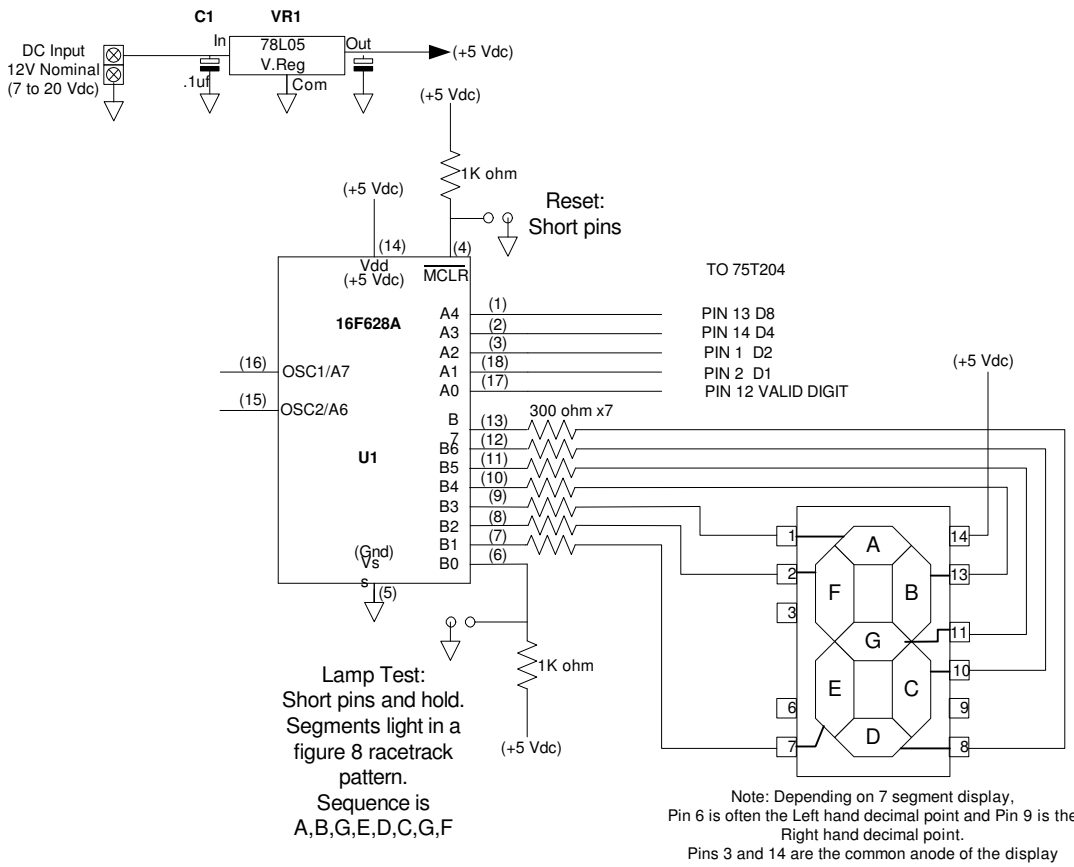 C1
VR1
DC Input
12V Nominal
(7 to 20 Vdc)
In
78L05
V.Reg
Out
(+5 Vdc)
.1uf
Com
(+5 Vdc)
1K ohm
(+5 Vdc)
Reset:
Short pins
(14)
(4)
Vdd
(+5 Vdc)
MCLR
TO 75T204
16F628A
A4
(1)
PIN 13 D8
A3
(2)
PIN 14 D4
A2
(3)
PIN 1 D2
A1
(18)
PIN 2 D1
A0
(17)
PIN 12 VALID DIGIT
(16)
OSC1/A7
(15)
OSC2/A6
(+5 Vdc)
300 ohm x7
B
7
(13)
B6
(12)
B5
(11)
B4
(10)
B3
(9)
B2
(8)
B1
(7)
B0
(6)
U1
(Gnd)
Vs
s
(5)
1
2
3
6
7
14
13
11
10
9
8
A
F
B
G
E
C
D
1K ohm
(+5 Vdc)
Lamp Test:
Short pins and hold.
Segments light in a
figure 8 racetrack
pattern.
Sequence is
A,B,G,E,D,C,G,F
Note: Depending on 7 segment display,
Pin 6 is often the Left hand decimal point and Pin 9 is the
Right hand decimal point.
Pins 3 and 14 are the common anode of the display